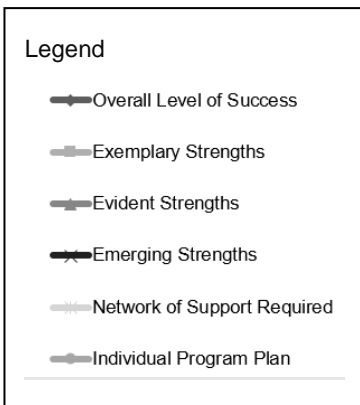 Legend
Overall Level of Success
Exemplary Strengths
Evident Strengths
Emerging Strengths
Network of Support Required
Individual Program Plan